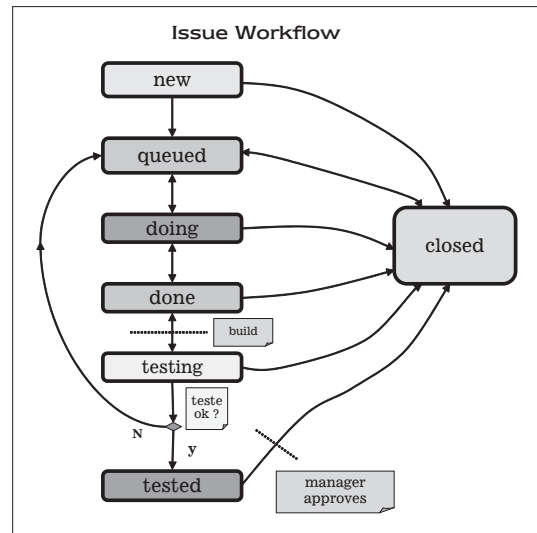 Issue Workflow
new
queued
doing
closed
done
build
testing
teste
ok ?
N
y
tested
manager
approves